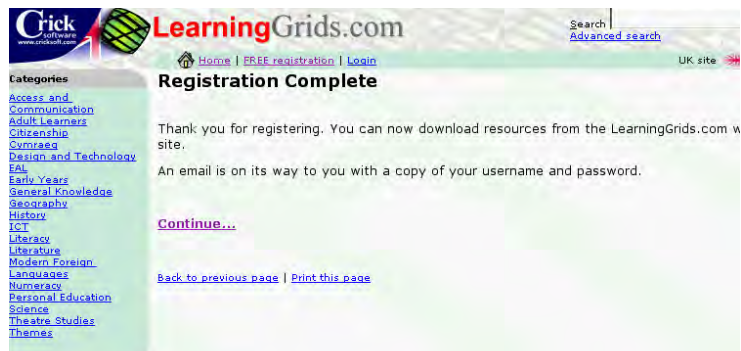 Crick
software
www.cricksoft.com
LearningGrids.com
Search
Advanced search
Home | FREE registration | Login
UK site
Categories
Access and
Communication
Adult Learners
Citizenship
Cymraeg
Design and Technology
EAL
Early Years
General Knowledge
Geography
History
ICT
Literacy
Literature
Modern Foreign
Languages
Numeracy
Personal Education
Science
Theatre Studies
Themes
Registration Complete
Thank you for registering. You can now download resources from the LearningGrids.com w
site.
An email is on its way to you with a copy of your username and password.
Continue...
Back to previous page | Print this page